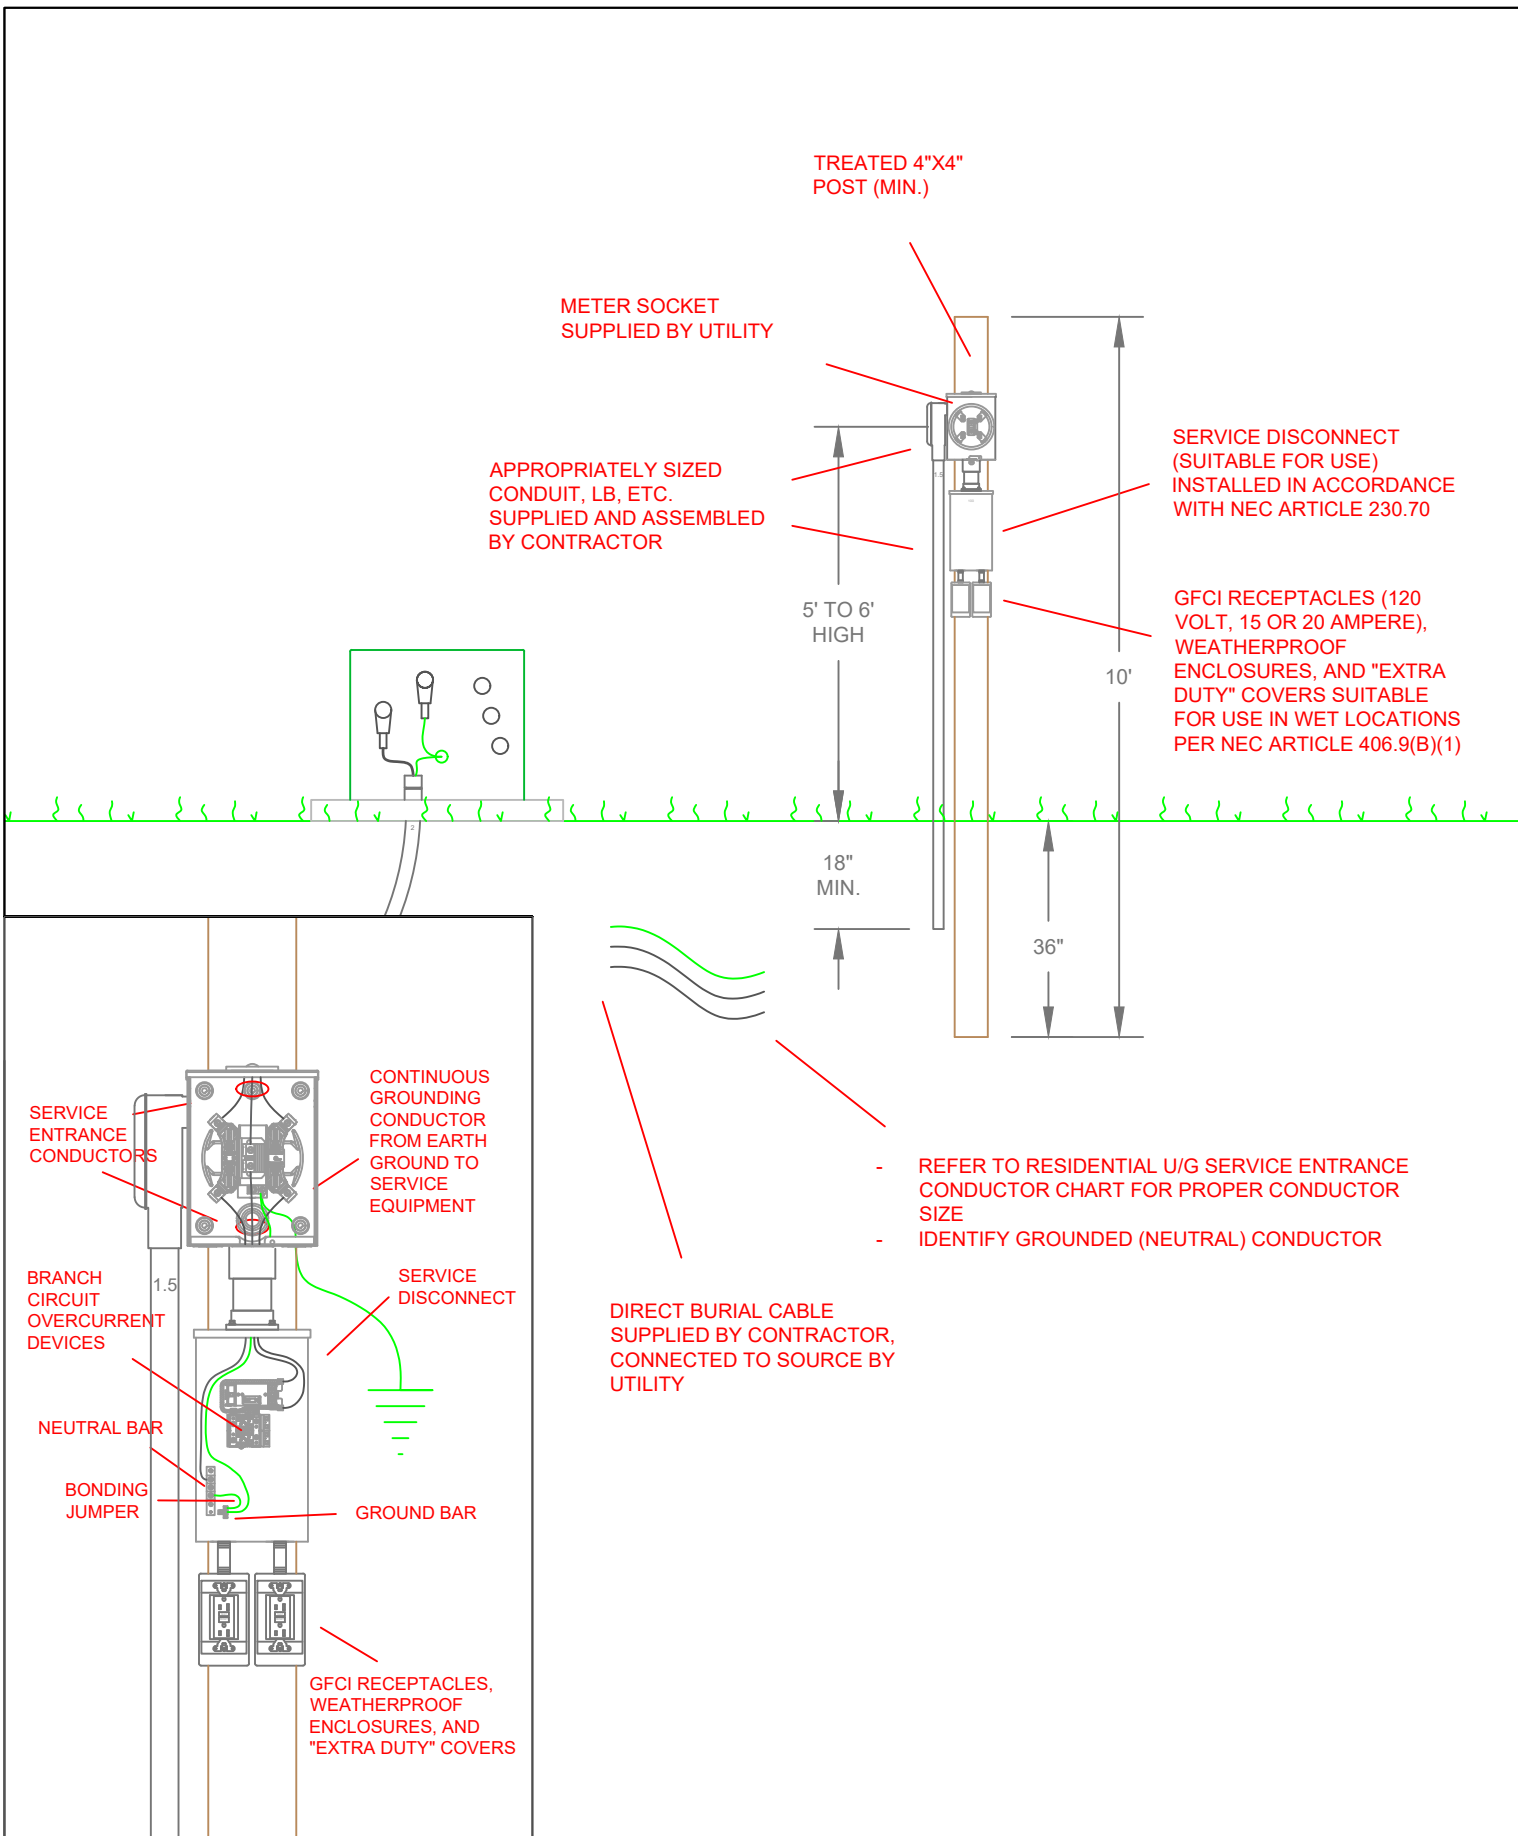 TREATED 4"X4"
POST (MIN.)
METER SOCKET
SUPPLIED BY UTILITY
APPROPRIATELY SIZED
CONDUIT, LB, ETC.
SUPPLIED AND ASSEMBLED
BY CONTRACTOR
1.5
SERVICE DISCONNECT
(SUITABLE FOR USE)
INSTALLED IN ACCORDANCE
WITH NEC ARTICLE 230.70
GFCI RECEPTACLES (120
VOLT, 15 OR 20 AMPERE),
WEATHERPROOF
ENCLOSURES, AND "EXTRA
DUTY" COVERS SUITABLE
FOR USE IN WET LOCATIONS
PER NEC ARTICLE 406.9(B)(1)
5' TO 6'
HIGH
10'
2
18"
MIN.
36"
- REFER TO RESIDENTIAL U/G SERVICE ENTRANCE
CONDUCTOR CHART FOR PROPER CONDUCTOR
SIZE
- IDENTIFY GROUNDED (NEUTRAL) CONDUCTOR
DIRECT BURIAL CABLE
SUPPLIED BY CONTRACTOR,
CONNECTED TO SOURCE BY
UTILITY
SERVICE
ENTRANCE
CONDUCTORS
CONTINUOUS
GROUNDING
CONDUCTOR
FROM EARTH
GROUND TO
SERVICE
EQUIPMENT
1.5
BRANCH
CIRCUIT
OVERCURRENT
DEVICES
SERVICE
DISCONNECT
NEUTRAL BAR
BONDING
JUMPER
GROUND BAR
GFCI RECEPTACLES,
WEATHERPROOF
ENCLOSURES, AND
"EXTRA DUTY" COVERS